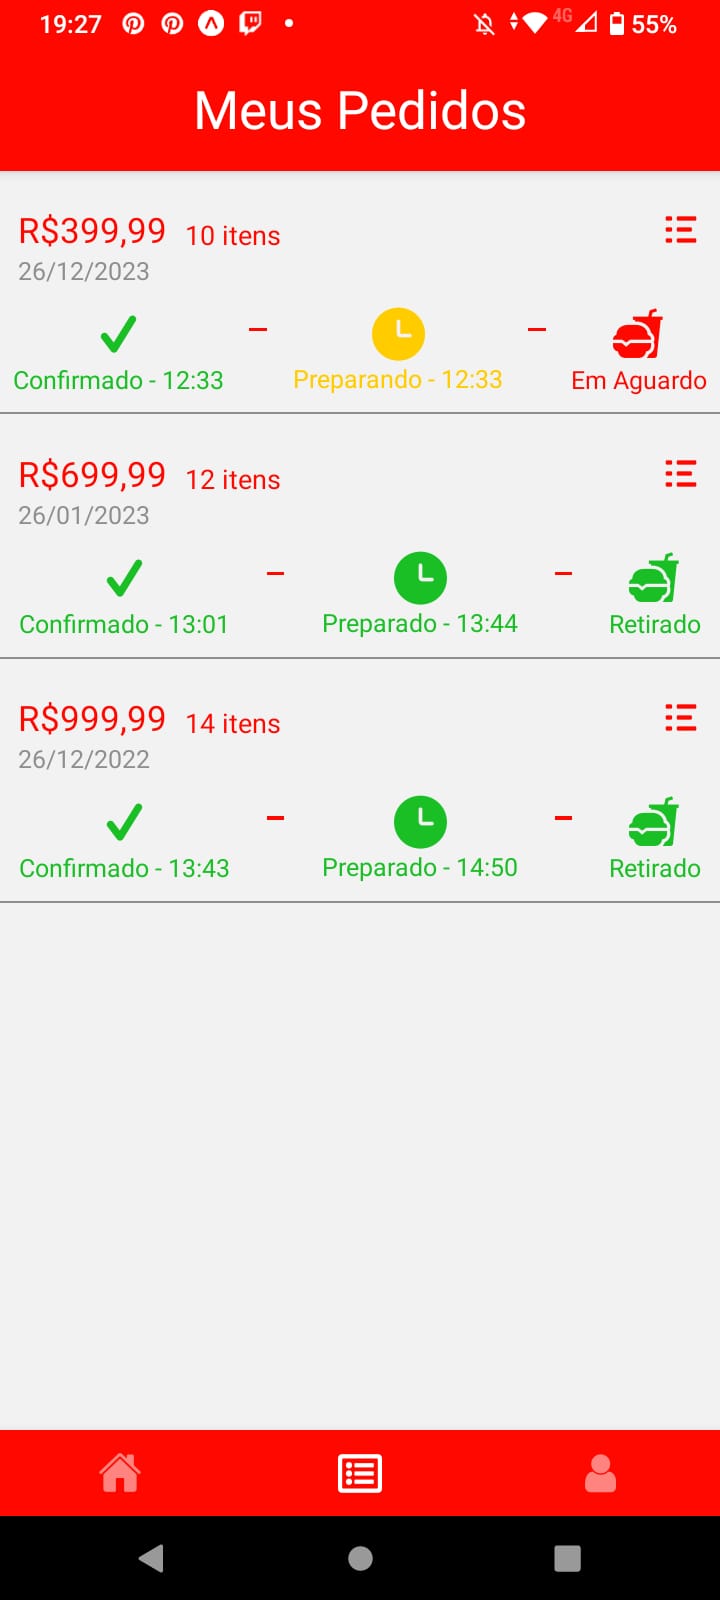 19:27 4G 55%
Meus Pedidos
R$399,99 10 itens
26/12/2023
Confirmado - 12:33 Preparando - 12:33 Em Aguardo
R$699,99 12 itens
26/01/2023
Confirmado - 13:01 Preparado - 13:44 Retirado
R$999,99 14 itens
26/12/2022
Confirmado - 13:43 Preparado - 14:50 Retirado